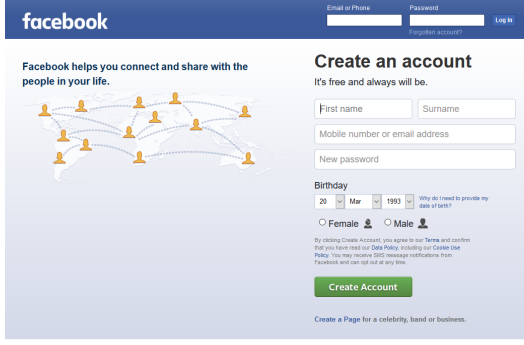 facebook
Email or Phone
Password
Log In
Forgotten account?
Facebook helps you connect and share with the
people in your life.
Create an account
It's free and always will be.
First name
Surname
Mobile number or email address
New password
Birthday
20 Mar 1993
Why do I need to provide my
date of birth?
Female Male
By clicking Create Account, you agree to our Terms and confirm
that you have read our Data Policy, including our Cookie Use
Policy. You may receive SMS message notifications from
Facebook and can opt out at any time.
Create Account
Create a Page for a celebrity, band or business.